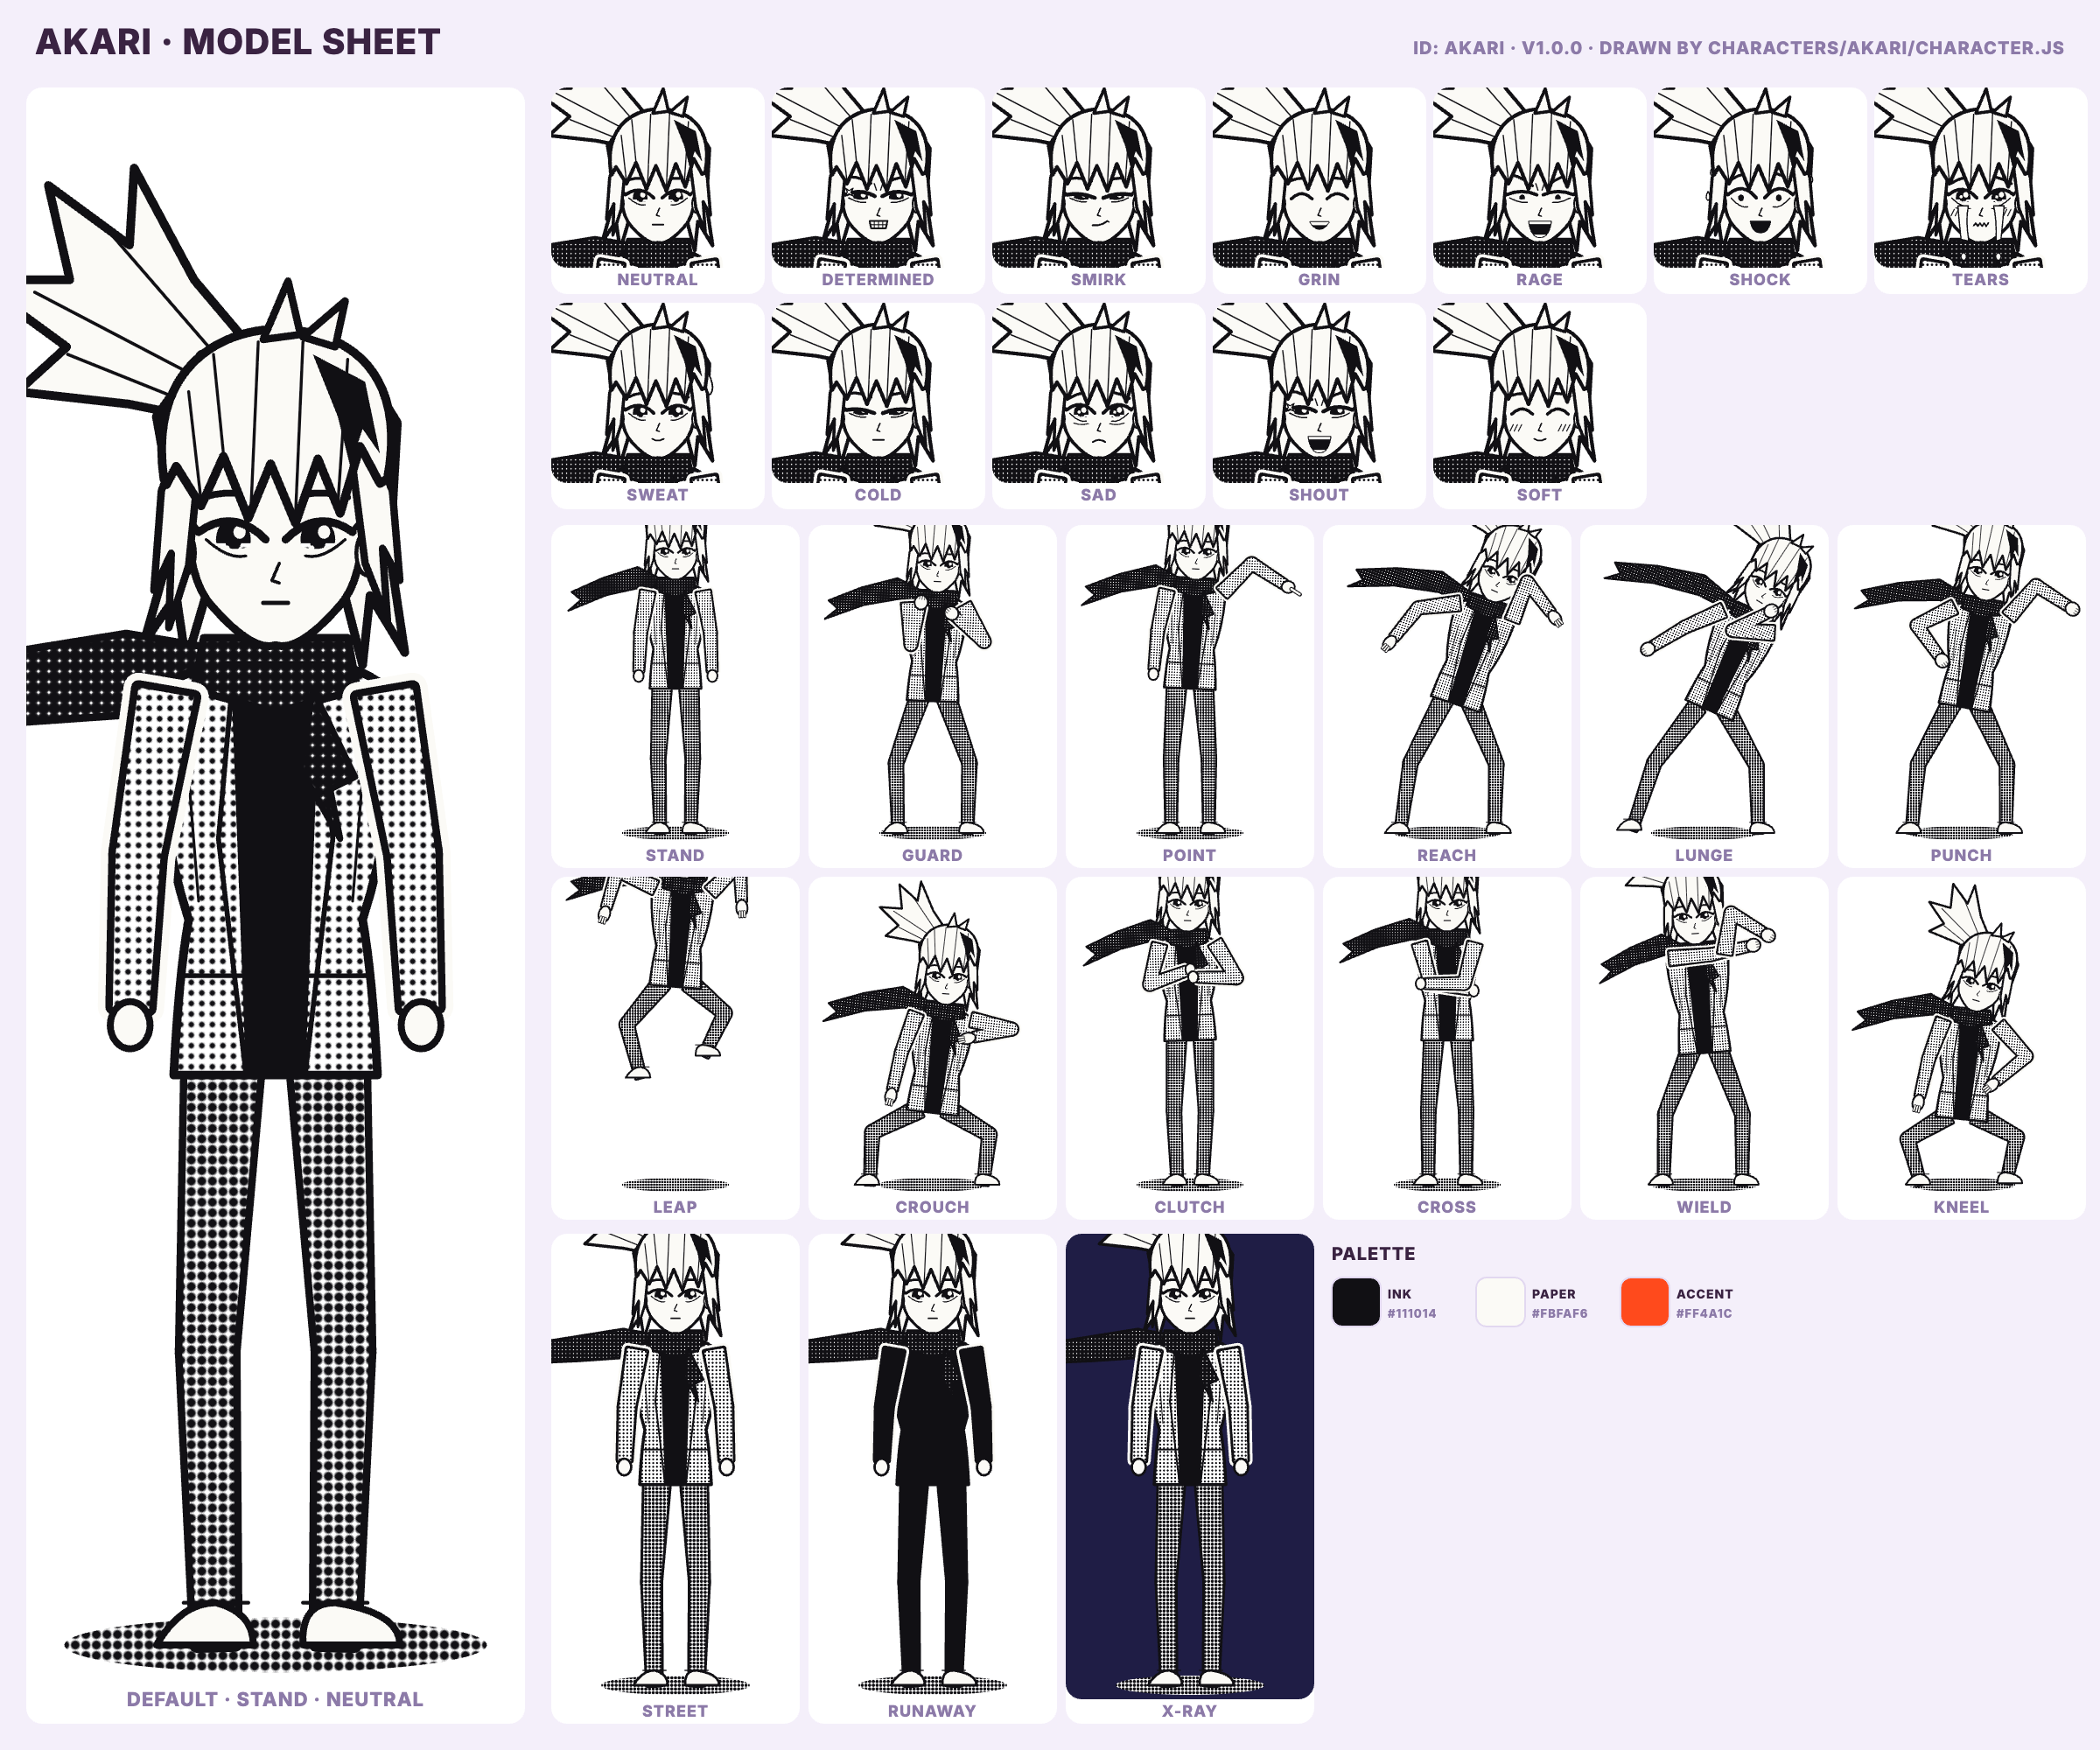 AKARI · MODEL SHEET
ID: AKARI · V1.0.0 · DRAWN BY CHARACTERS/AKARI/CHARACTER.JS
NEUTRAL
DETERMINED
SMIRK
GRIN
RAGE
SHOCK
TEARS
SWEAT
COLD
SAD
SHOUT
SOFT
STAND
GUARD
POINT
REACH
LUNGE
PUNCH
LEAP
CROUCH
CLUTCH
CROSS
WIELD
KNEEL
PALETTE
INK
#111014
PAPER
#FBFAF6
ACCENT
#FF4A1C
DEFAULT · STAND · NEUTRAL
STREET
RUNAWAY
X-RAY